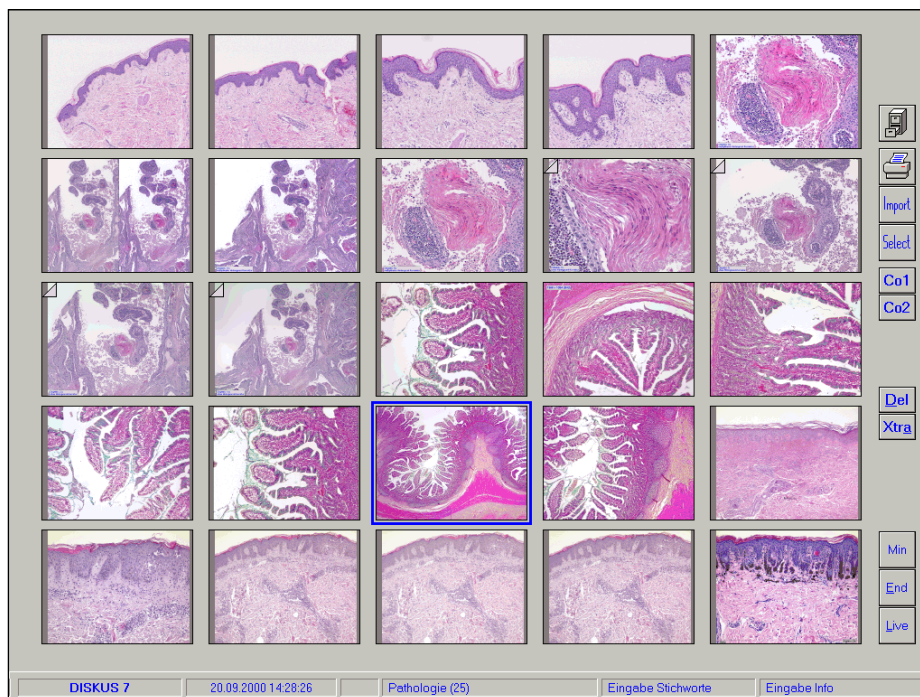 Import
Select
Co1
Co2
Del
Xtra
Min
End
Live
DISKUS 7
20.09.2000 14:28:26
Pathologie (25)
Eingabe Stichworte
Eingabe Info